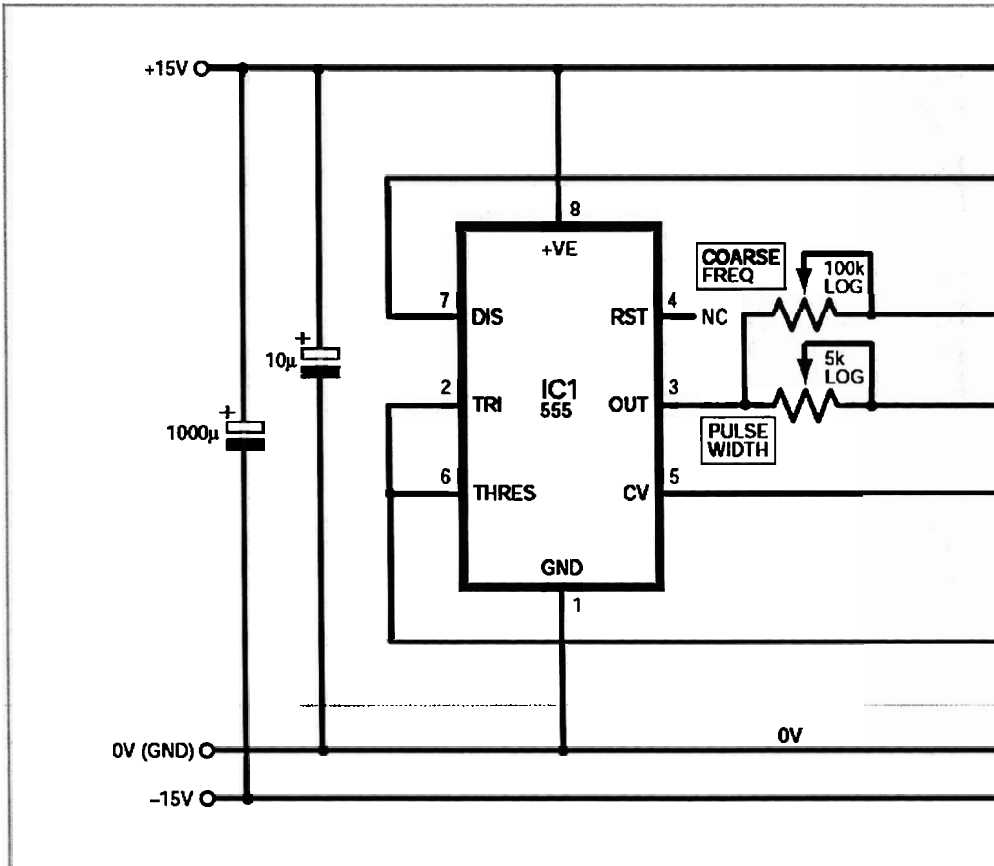 +15V
8
+VE
COARSE
FREQ
100k
LOG
7
DIS
RST
4
NC
+
10µ
5k
LOG
2
TRI
IC1
555
OUT
3
+
1000µ
PULSE
WIDTH
6
THRES
CV
5
GND
1
0V (GND)
0V
–15V